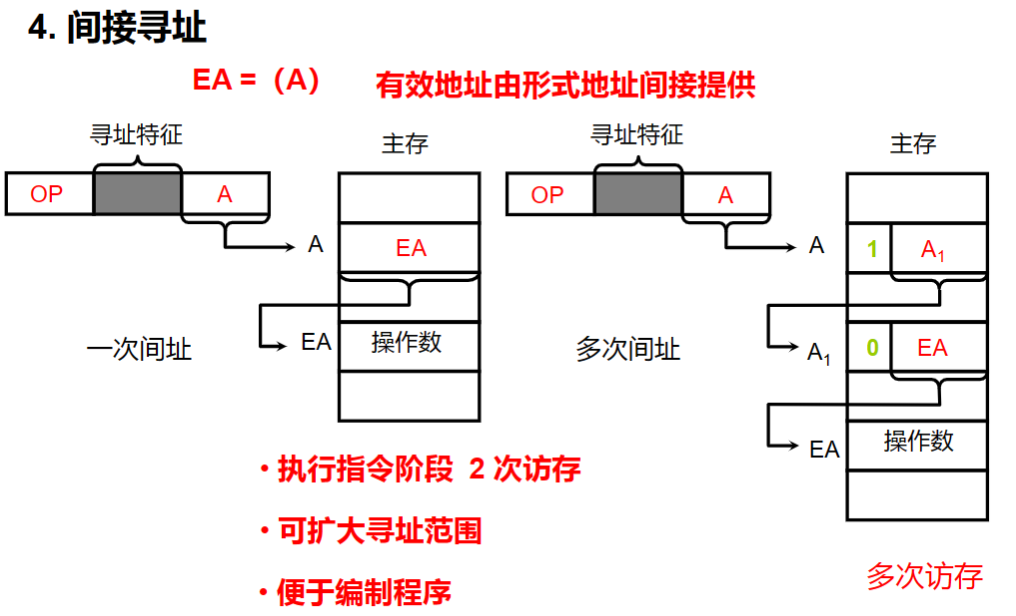 4. 间接寻址
EA =（A） 有效地址由形式地址间接提供
寻址特征
主存
OP
A
A
EA
EA
操作数
一次间址
寻址特征
主存
OP
A
A
1
A₁
A₁
0
EA
EA
操作数
多次间址
• 执行指令阶段 2 次访存
• 可扩大寻址范围
• 便于编制程序
多次访存